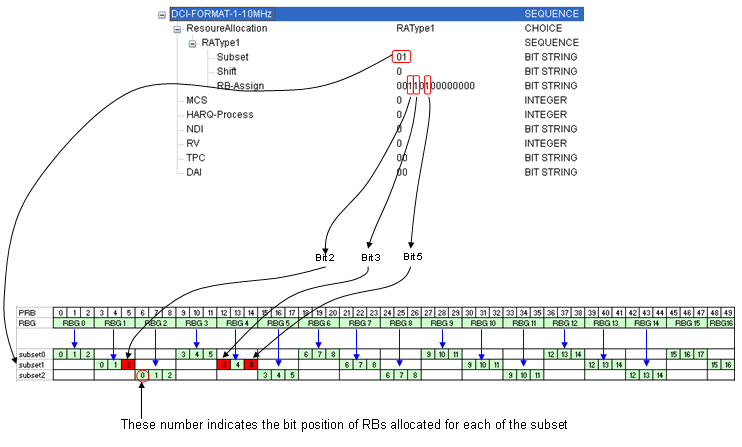 DCI-FORMAT-1-10MHz SEQUENCE
ResoureAllocation RAType1 CHOICE
RAType1 SEQUENCE
Subset 01 BIT STRING
Shift 0 BIT STRING
RB-Assign 00110100000000 BIT STRING
MCS 0 INTEGER
HARQ-Process 0 INTEGER
NDI 0 BIT STRING
RV 0 INTEGER
TPC 00 BIT STRING
DAI 00 BIT STRING
Bit2 Bit3 Bit5
PRB 0 1 2 3 4 5 6 7 8 9 10 11 12 13 14 15 16 17 18 19 20 21 22 23 24 25 26 27 28 29 30 31 32 33 34 35 36 37 38 39 40 41 42 43 44 45 46 47 48 49
RBG RBG 0 RBG 1 RBG 2 RBG 3 RBG 4 RBG 5 RBG 6 RBG 7 RBG 8 RBG 9 RBG 10 RBG 11 RBG 12 RBG 13 RBG 14 RBG 15 RBG16
subset0 0 1 2 3 4 5 6 7 8 9 10 11 12 13 14 15 16 17
subset1 0 1 2 3 4 5 6 7 8 9 10 11 12 13 14 15 16
subset2 0 1 2 3 4 5 6 7 8 9 10 11 12 13 14
These number indicates the bit position of RBs allocated for each of the subset